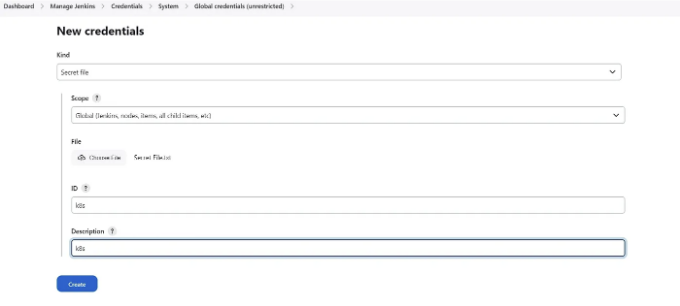 Dashboard > Manage Jenkins > Credentials > System > Global credentials (unrestricted) >
New credentials
Kind
Secret file
Scope ?
Global (Jenkins, nodes, items, all child items, etc)
File
Choose File Secret File.txt
ID ?
k8s
Description ?
k8s
Create